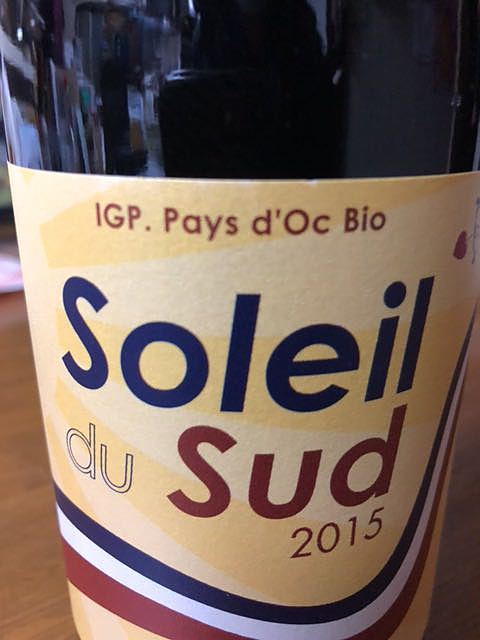 IGP. Pays d'Oc Bio
Soleil
du Sud
2015